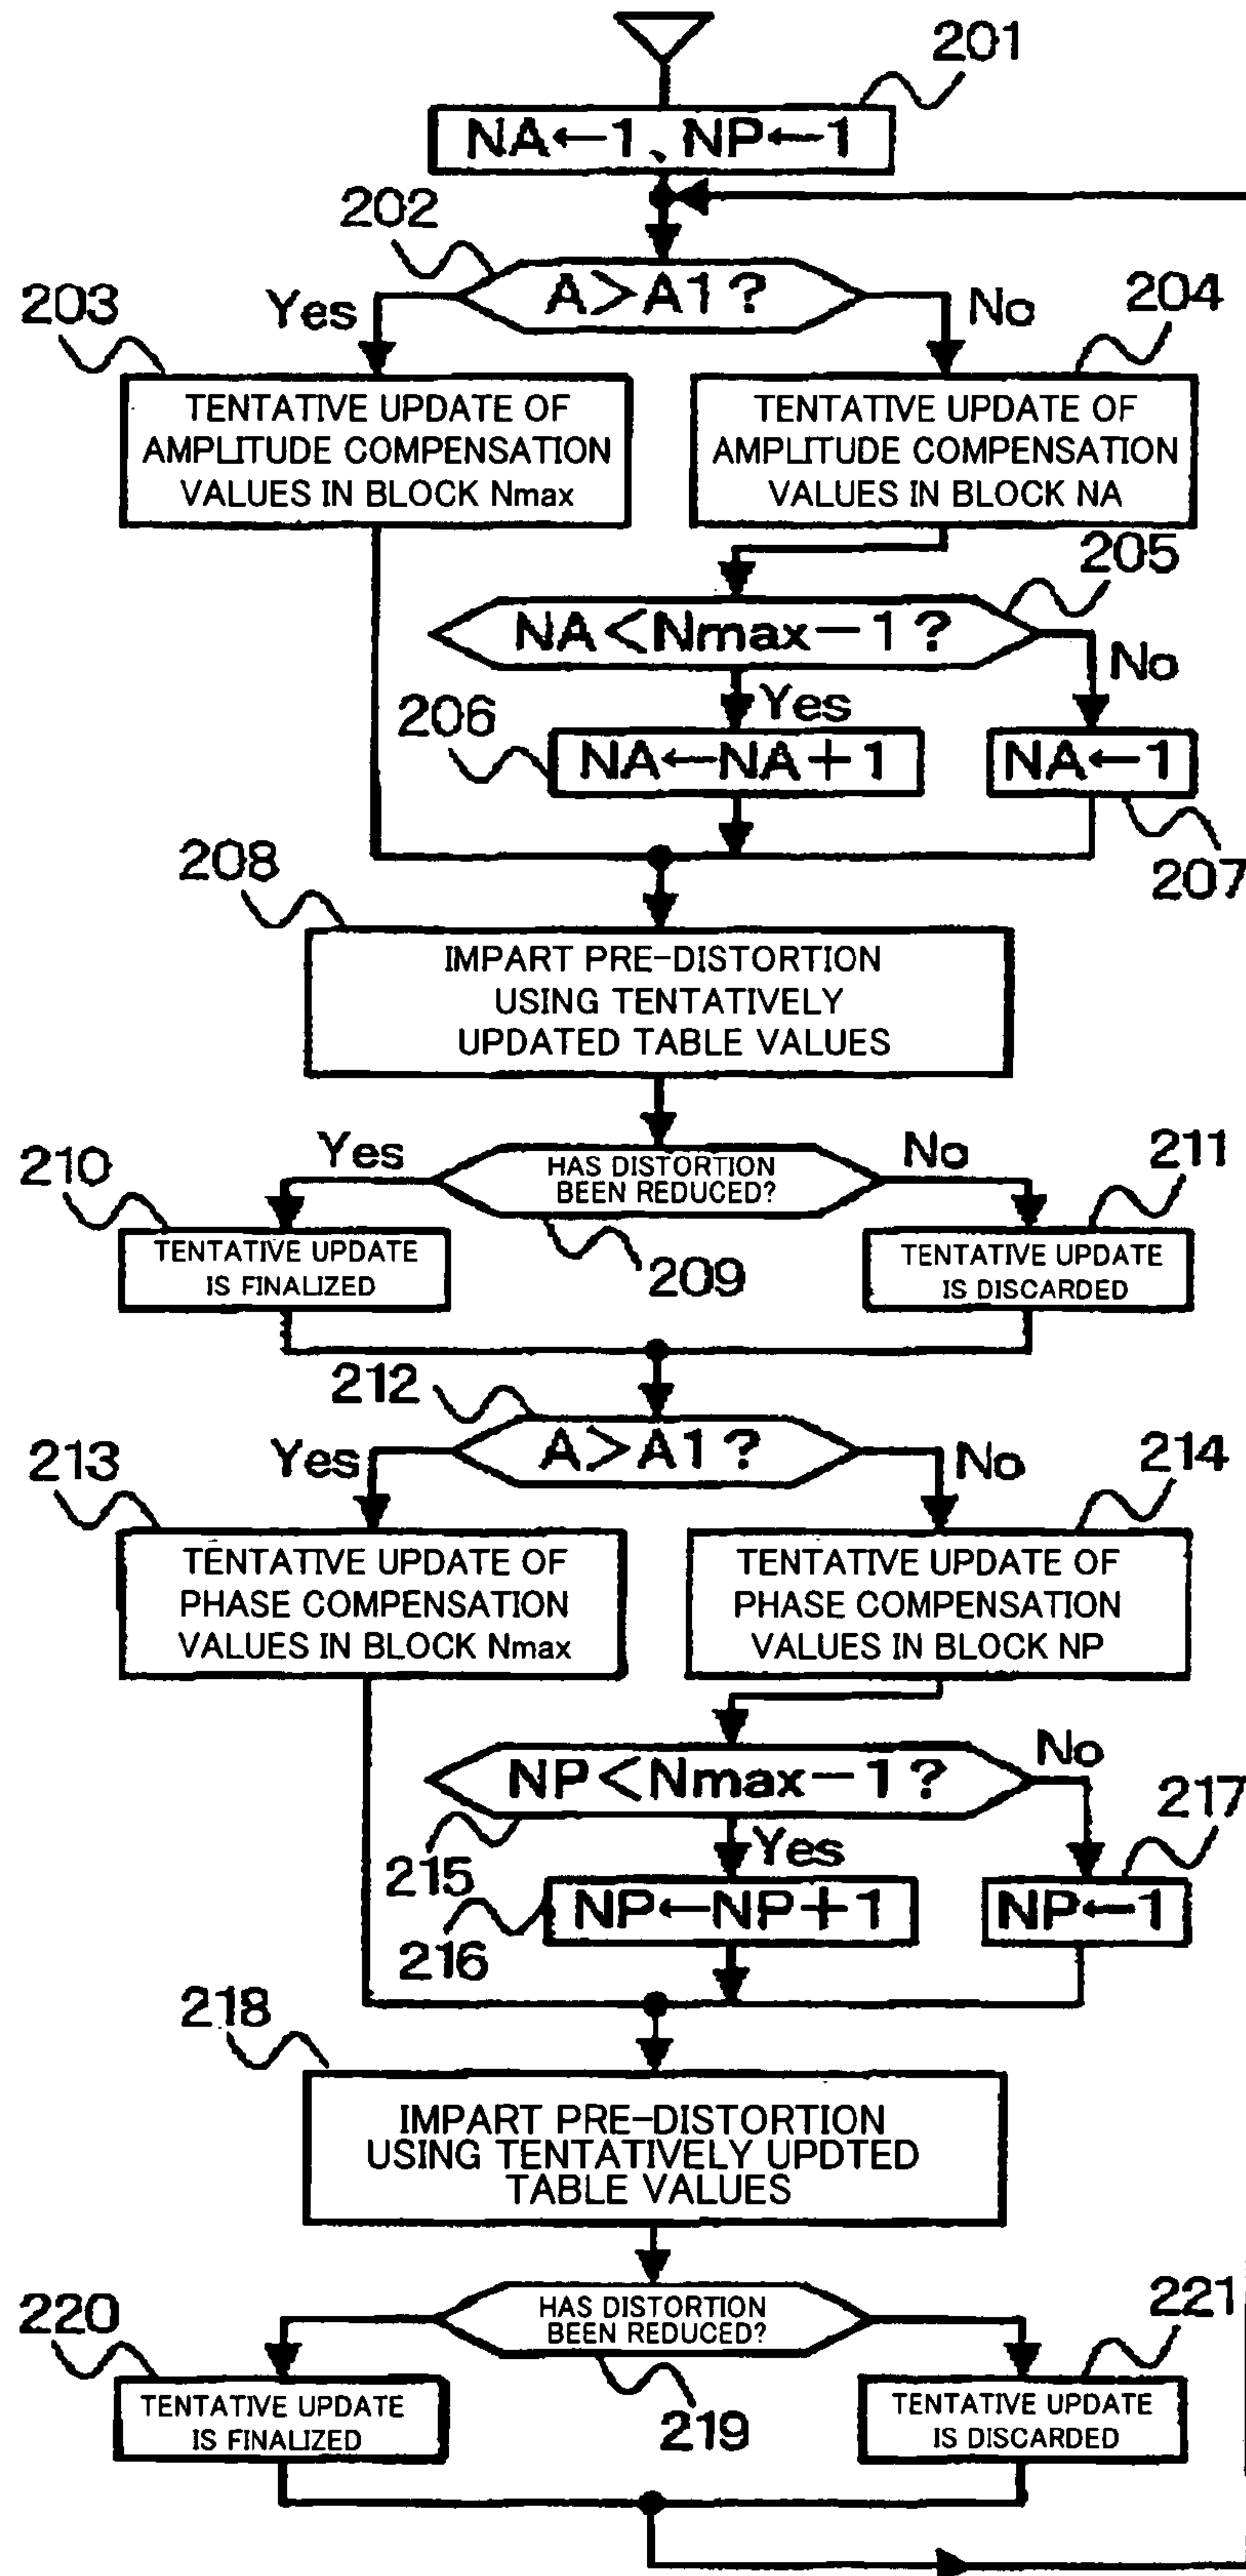 201
NA←1、NP←1
202
A>A1?
203
Yes
No
204
TENTATIVE UPDATE OF
AMPLITUDE COMPENSATION
VALUES IN BLOCK Nmax
TENTATIVE UPDATE OF
AMPLITUDE COMPENSATION
VALUES IN BLOCK NA
205
NA<Nmax−1?
No
206
Yes
NA←NA+1
NA←1
207
208
IMPART PRE-DISTORTION
USING TENTATIVELY
UPDATED TABLE VALUES
210
Yes
HAS DISTORTION
BEEN REDUCED?
No
211
209
TENTATIVE UPDATE
IS FINALIZED
TENTATIVE UPDATE
IS DISCARDED
212
A>A1?
213
Yes
No
214
TENTATIVE UPDATE OF
PHASE COMPENSATION
VALUES IN BLOCK Nmax
TENTATIVE UPDATE OF
PHASE COMPENSATION
VALUES IN BLOCK NP
NP<Nmax−1?
No
217
215
Yes
216
NP←NP+1
NP←1
218
IMPART PRE-DISTORTION
USING TENTATIVELY UPDTED
TABLE VALUES
220
HAS DISTORTION
BEEN REDUCED?
221
219
TENTATIVE UPDATE
IS FINALIZED
TENTATIVE UPDATE
IS DISCARDED